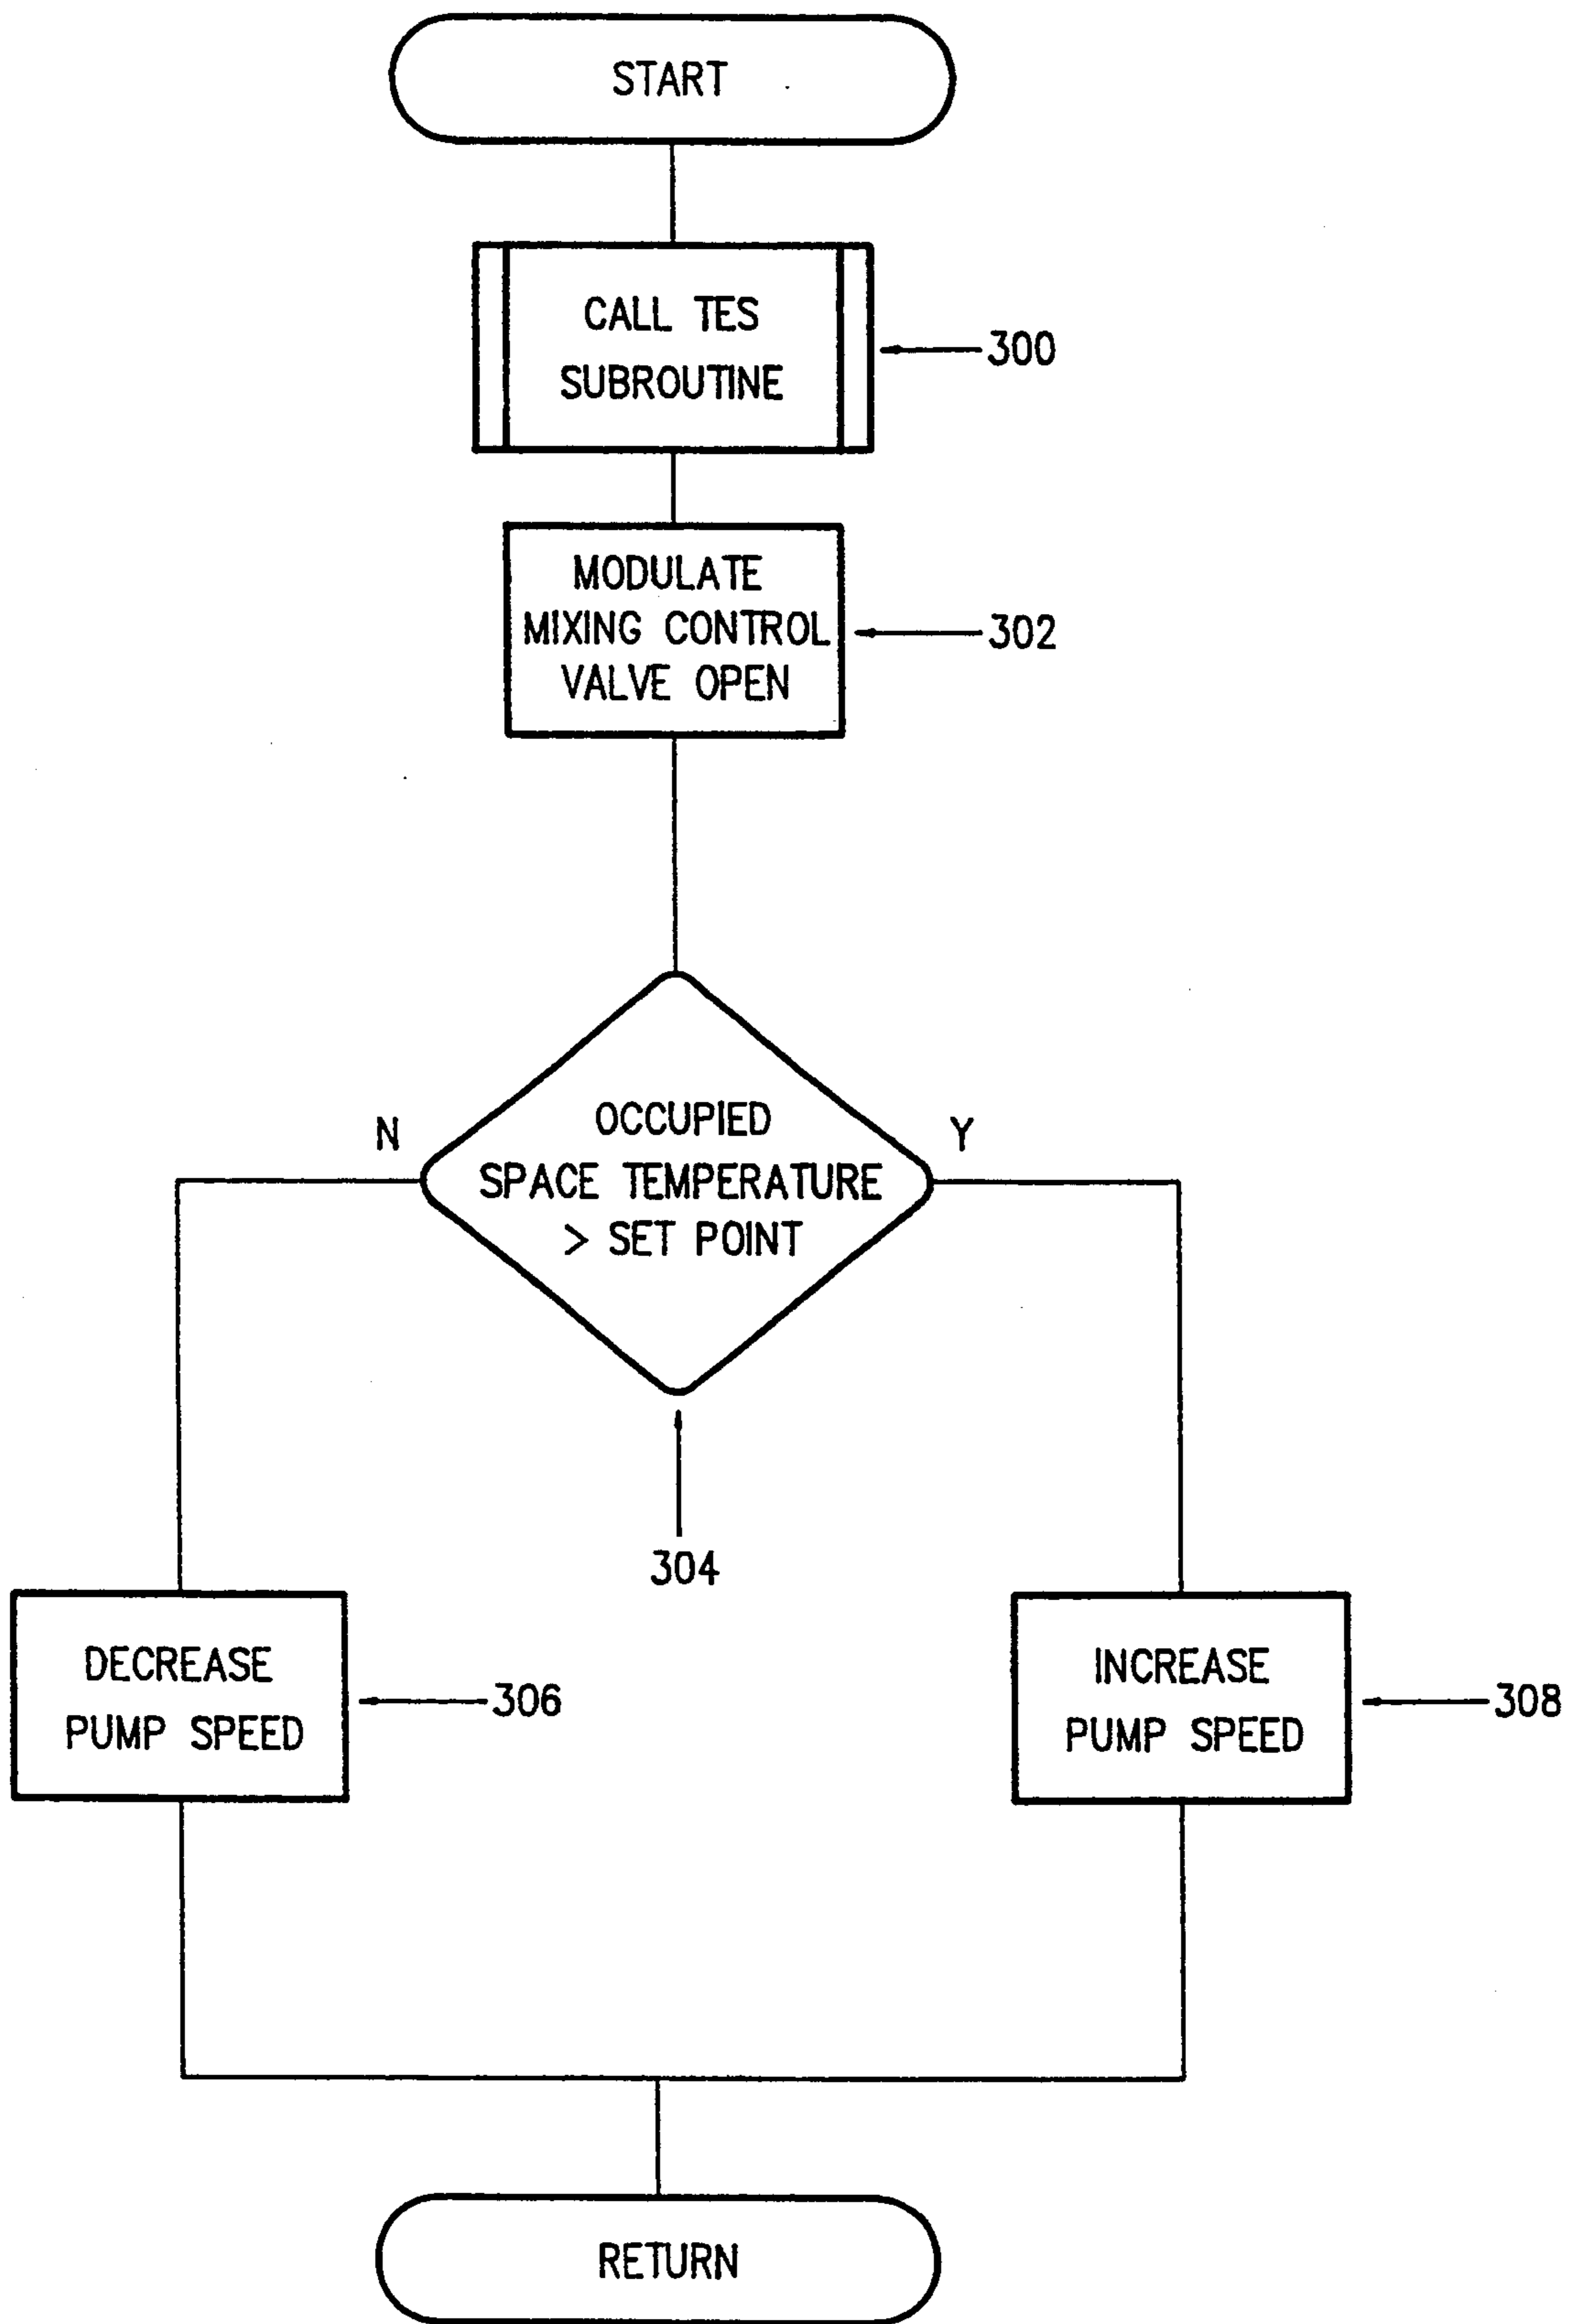 START
CALL TES
SUBROUTINE
300
MODULATE
MIXING CONTROL
VALVE OPEN
302
N
Y
OCCUPIED
SPACE TEMPERATURE
> SET POINT
304
DECREASE
PUMP SPEED
306
INCREASE
PUMP SPEED
308
RETURN